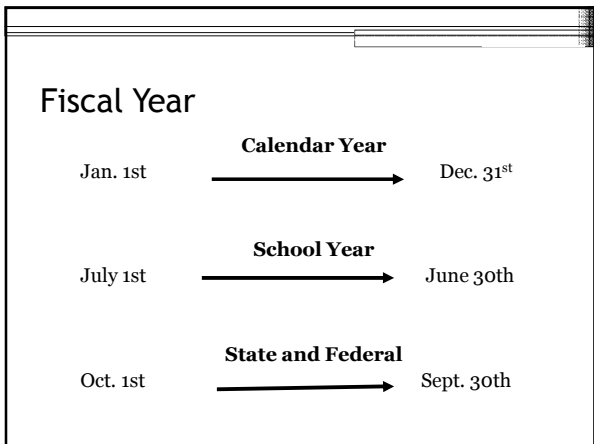 Fiscal Year
Calendar Year
Jan. 1st Dec. 31st
School Year
July 1st June 30th
State and Federal
Oct. 1st Sept. 30th